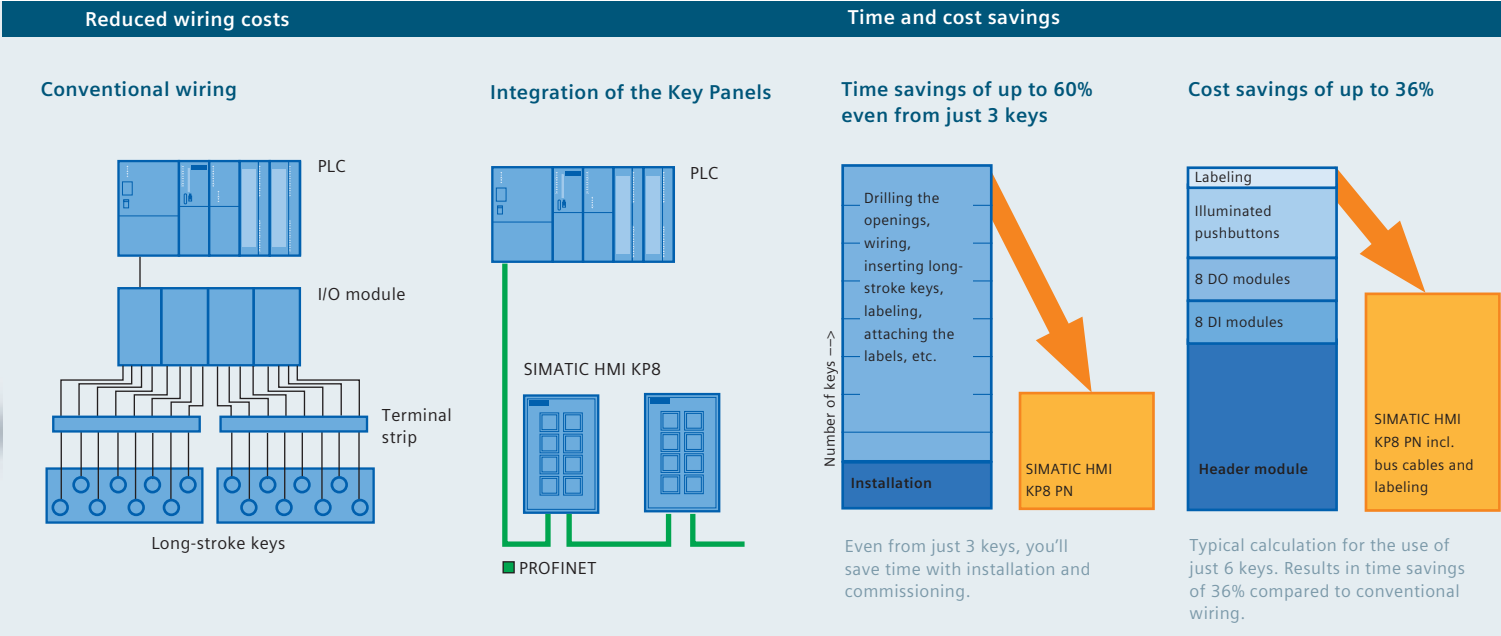 Reduced wiring costs
Time and cost savings
Conventional wiring
PLC
I/O module
Terminal
strip
Long-stroke keys
Integration of the Key Panels
PLC
SIMATIC HMI KP8
PROFINET
Time savings of up to 60%
even from just 3 keys
Number of keys —–>
Drilling the
openings,
wiring,
inserting long-
stroke keys,
labeling,
attaching the
labels, etc.
Installation
SIMATIC HMI
KP8 PN
Even from just 3 keys, you’ll
save time with installation and
commissioning.
Cost savings of up to 36%
Labeling
Illuminated
pushbuttons
8 DO modules
8 DI modules
Header module
SIMATIC HMI
KP8 PN incl.
bus cables and
labeling
Typical calculation for the use of
just 6 keys. Results in time savings
of 36% compared to conventional
wiring.